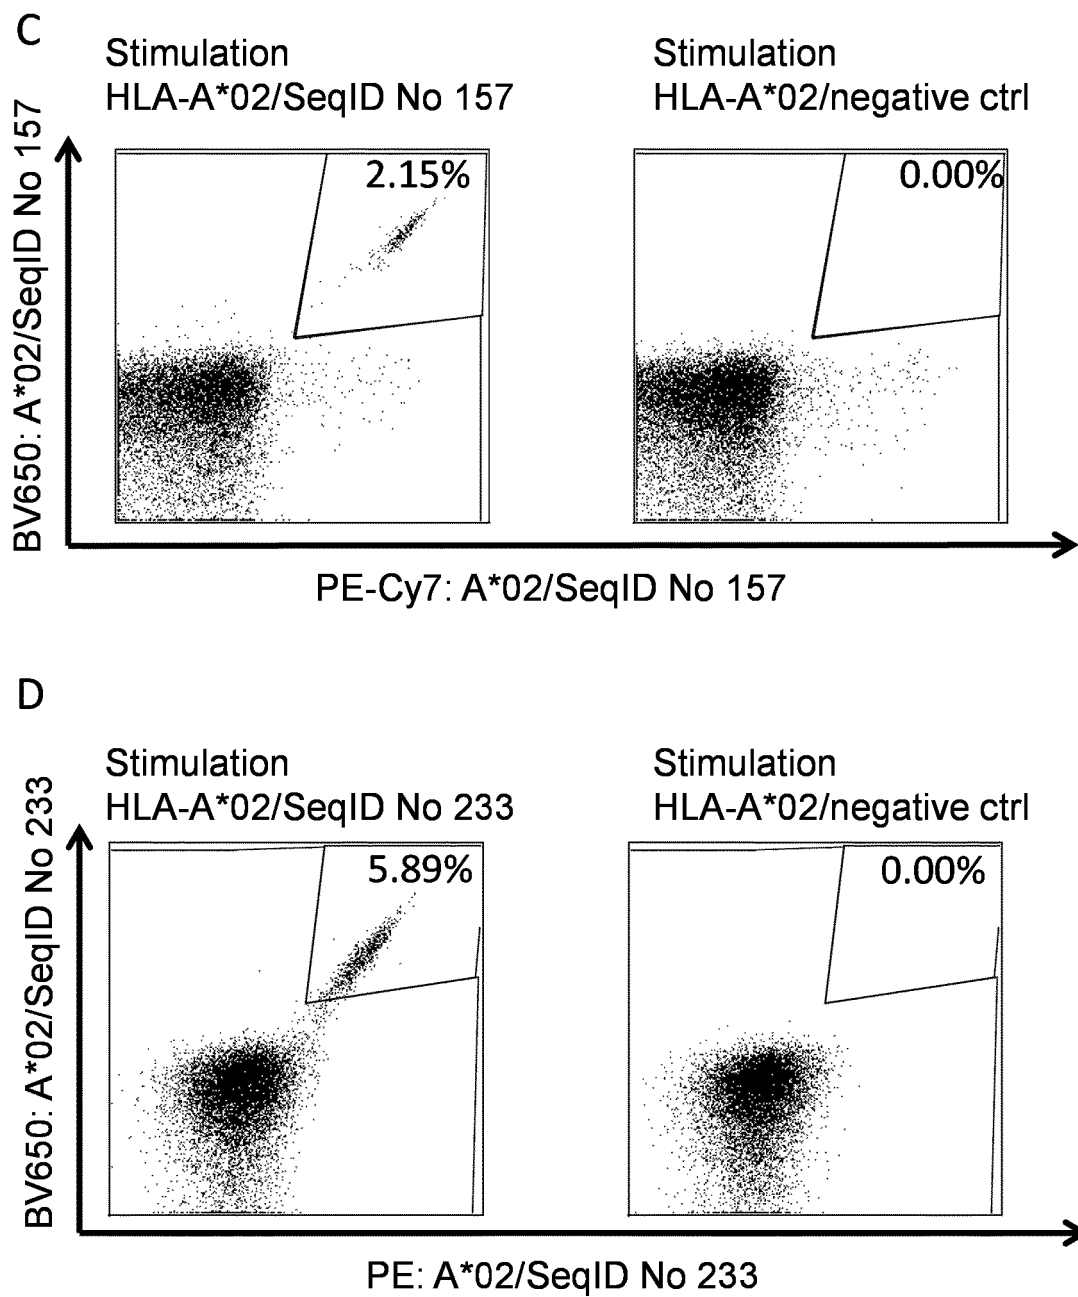 C
Stimulation
HLA-A*02/SeqID No 157
Stimulation
HLA-A*02/negative ctrl
BV650: A*02/SeqID No 157
2.15%
0.00%
PE-Cy7: A*02/SeqID No 157
D
Stimulation
HLA-A*02/SeqID No 233
Stimulation
HLA-A*02/negative ctrl
BV650: A*02/SeqID No 233
5.89%
0.00%
PE: A*02/SeqID No 233